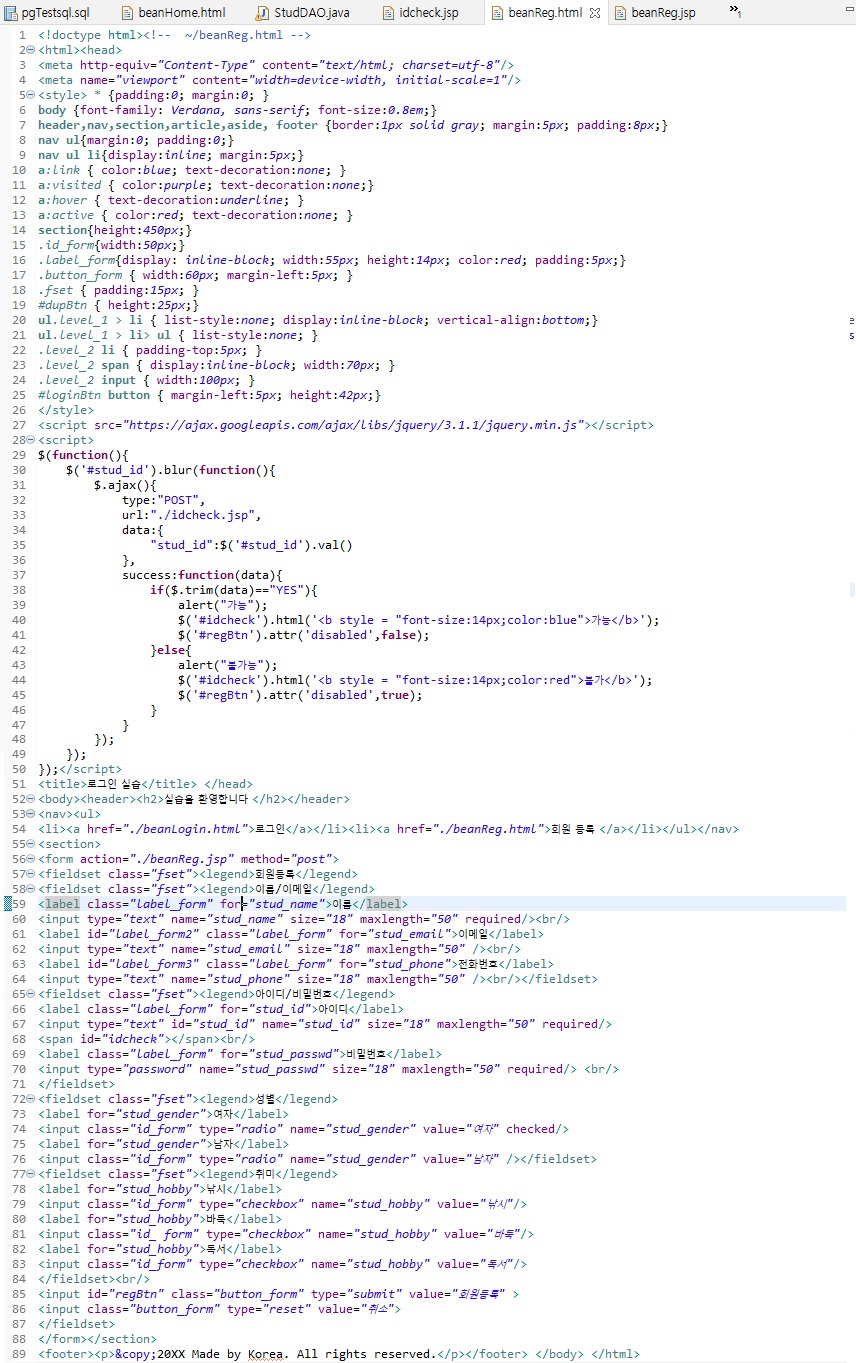 pgTestsql.sql beanHome.html StudDAO.java idcheck.jsp beanReg.html beanReg.jsp »1
1 <!doctype html><!--  ~/beanReg.html -->
2 <html><head>
3 <meta http-equiv="Content-Type" content="text/html; charset=utf-8"/>
4 <meta name="viewport" content="width=device-width, initial-scale=1"/>
5 <style> * {padding:0; margin:0; }
6 body {font-family: Verdana, sans-serif; font-size:0.8em;}
7 header,nav,section,article,aside, footer {border:1px solid gray; margin:5px; padding:8px;}
8 nav ul{margin:0; padding:0;}
9 nav ul li{display:inline; margin:5px;}
10 a:link { color:blue; text-decoration:none; }
11 a:visited { color:purple; text-decoration:none;}
12 a:hover { text-decoration:underline; }
13 a:active { color:red; text-decoration:none; }
14 section{height:450px;}
15 .id_form{width:50px;}
16 .label_form{display: inline-block; width:55px; height:14px; color:red; padding:5px;}
17 .button_form { width:60px; margin-left:5px; }
18 .fset { padding:15px; }
19 #dupBtn { height:25px;}
20 ul.level_1 > li { list-style:none; display:inline-block; vertical-align:bottom;}
21 ul.level_1 > li> ul { list-style:none; }
22 .level_2 li { padding-top:5px; }
23 .level_2 span { display:inline-block; width:70px; }
24 .level_2 input { width:100px; }
25 #loginBtn button { margin-left:5px; height:42px;}
26 </style>
27 <script src="https://ajax.googleapis.com/ajax/libs/jquery/3.1.1/jquery.min.js"></script>
28 <script>
29 $(function(){
30     $('#stud_id').blur(function(){
31         $.ajax(){
32             type:"POST",
33             url:"./idcheck.jsp",
34             data:{
35                 "stud_id":$('#stud_id').val()
36             },
37             success:function(data){
38                 if($.trim(data)=="YES"){
39                     alert("가능");
40                     $('#idcheck').html('<b style = "font-size:14px;color:blue">가능</b>');
41                     $('#regBtn').attr('disabled',false);
42                 }else{
43                     alert("불가능");
44                     $('#idcheck').html('<b style = "font-size:14px;color:red">불가</b>');
45                     $('#regBtn').attr('disabled',true);
46                 }
47             }
48         });
49     });
50 });</script>
51 <title>로그인 실습</title> </head>
52 <body><header><h2>실습을 환영합니다 </h2></header>
53 <nav><ul>
54 <li><a href="./beanLogin.html">로그인</a></li><li><a href="./beanReg.html">회원 등록 </a></li></ul></nav>
55 <section>
56 <form action="./beanReg.jsp" method="post">
57 <fieldset class="fset"><legend>회원등록</legend>
58 <fieldset class="fset"><legend>이름/이메일</legend>
59 <label class="label_form" for="stud_name">이름</label>
60 <input type="text" name="stud_name" size="18" maxlength="50" required/><br/>
61 <label id="label_form2" class="label_form" for="stud_email">이메일</label>
62 <input type="text" name="stud_email" size="18" maxlength="50" /><br/>
63 <label id="label_form3" class="label_form" for="stud_phone">전화번호</label>
64 <input type="text" name="stud_phone" size="18" maxlength="50" /><br/></fieldset>
65 <fieldset class="fset"><legend>아이디/비밀번호</legend>
66 <label class="label_form" for="stud_id">아이디</label>
67 <input type="text" id="stud_id" name="stud_id" size="18" maxlength="50" required/>
68 <span id="idcheck"></span><br/>
69 <label class="label_form" for="stud_passwd">비밀번호</label>
70 <input type="password" name="stud_passwd" size="18" maxlength="50" required/> <br/>
71 </fieldset>
72 <fieldset class="fset"><legend>성별</legend>
73 <label for="stud_gender">여자</label>
74 <input class="id_form" type="radio" name="stud_gender" value="여자" checked/>
75 <label for="stud_gender">남자</label>
76 <input class="id_form" type="radio" name="stud_gender" value="남자" /></fieldset>
77 <fieldset class="fset"><legend>취미</legend>
78 <label for="stud_hobby">낚시</label>
79 <input class="id_form" type="checkbox" name="stud_hobby" value="낚시"/>
80 <label for="stud_hobby">바둑</label>
81 <input class="id_ form" type="checkbox" name="stud_hobby" value="바둑"/>
82 <label for="stud_hobby">독서</label>
83 <input class="id_form" type="checkbox" name="stud_hobby" value="독서"/>
84 </fieldset><br/>
85 <input id="regBtn" class="button_form" type="submit" value="회원등록" >
86 <input class="button_form" type="reset" value="취소">
87 </fieldset>
88 </form></section>
89 <footer><p>&copy;20XX Made by Korea. All rights reserved.</p></footer> </body> </html>